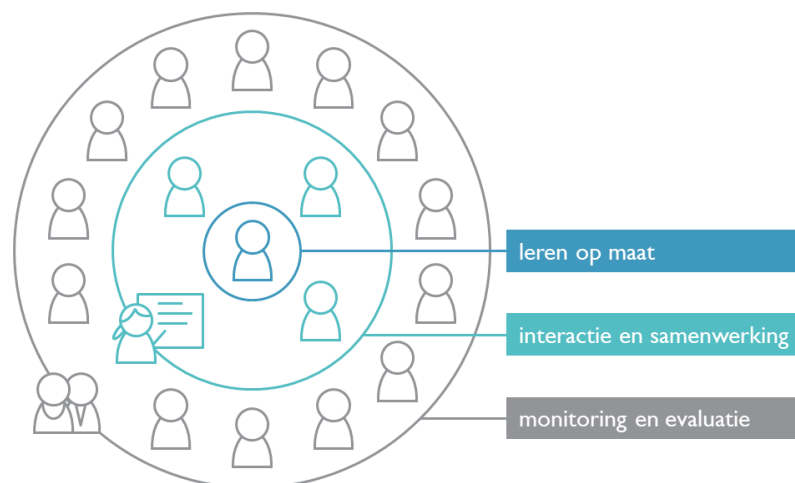 leren op maat
interactie en samenwerking
monitoring en evaluatie